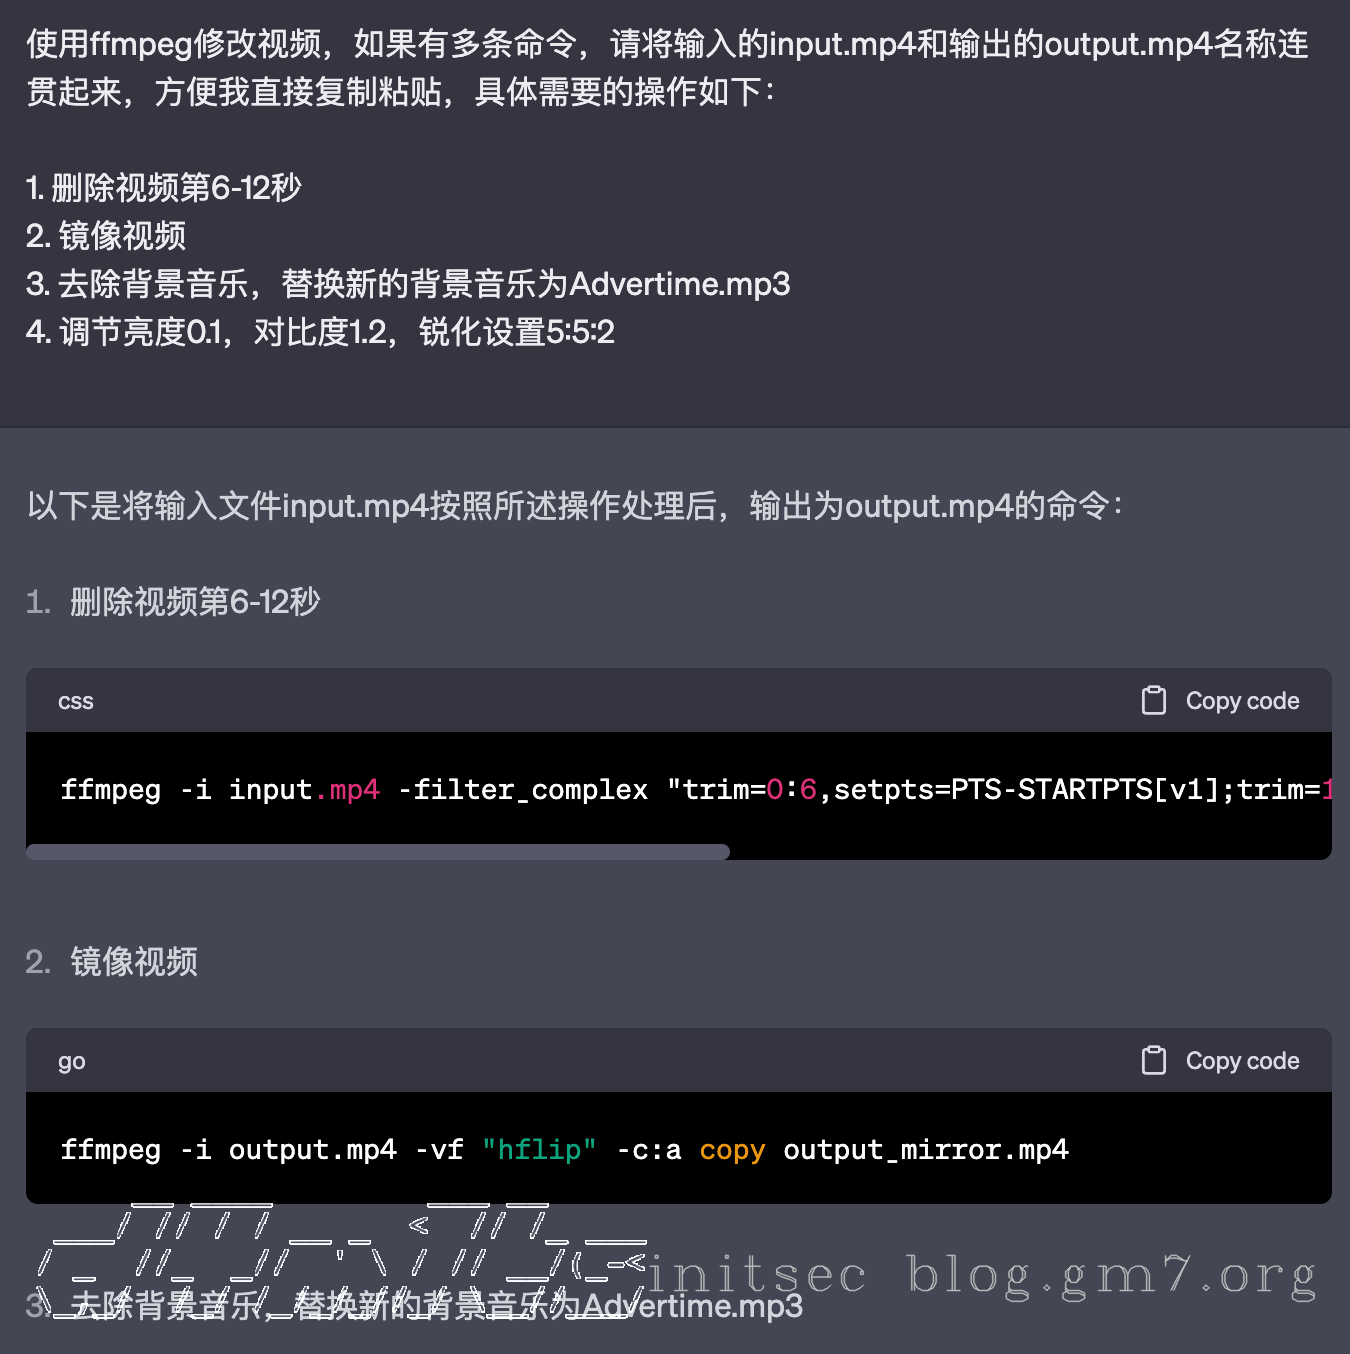 使用ffmpeg修改视频，如果有多条命令，请将输入的input.mp4和输出的output.mp4名称连
贯起来，方便我直接复制粘贴，具体需要的操作如下：
1. 删除视频第6-12秒
2. 镜像视频
3. 去除背景音乐，替换新的背景音乐为Advertime.mp3
4. 调节亮度0.1，对比度1.2，锐化设置5:5:2
以下是将输入文件input.mp4按照所述操作处理后，输出为output.mp4的命令：
1. 删除视频第6-12秒
css
Copy code
ffmpeg -i input.mp4 -filter_complex "trim=0:6,setpts=PTS-STARTPTS[v1];trim=1
2. 镜像视频
go
Copy code
ffmpeg -i output.mp4 -vf "hflip" -c:a copy output_mirror.mp4
initsec blog.gm7.org
3. 去除背景音乐，替换新的背景音乐为Advertime.mp3